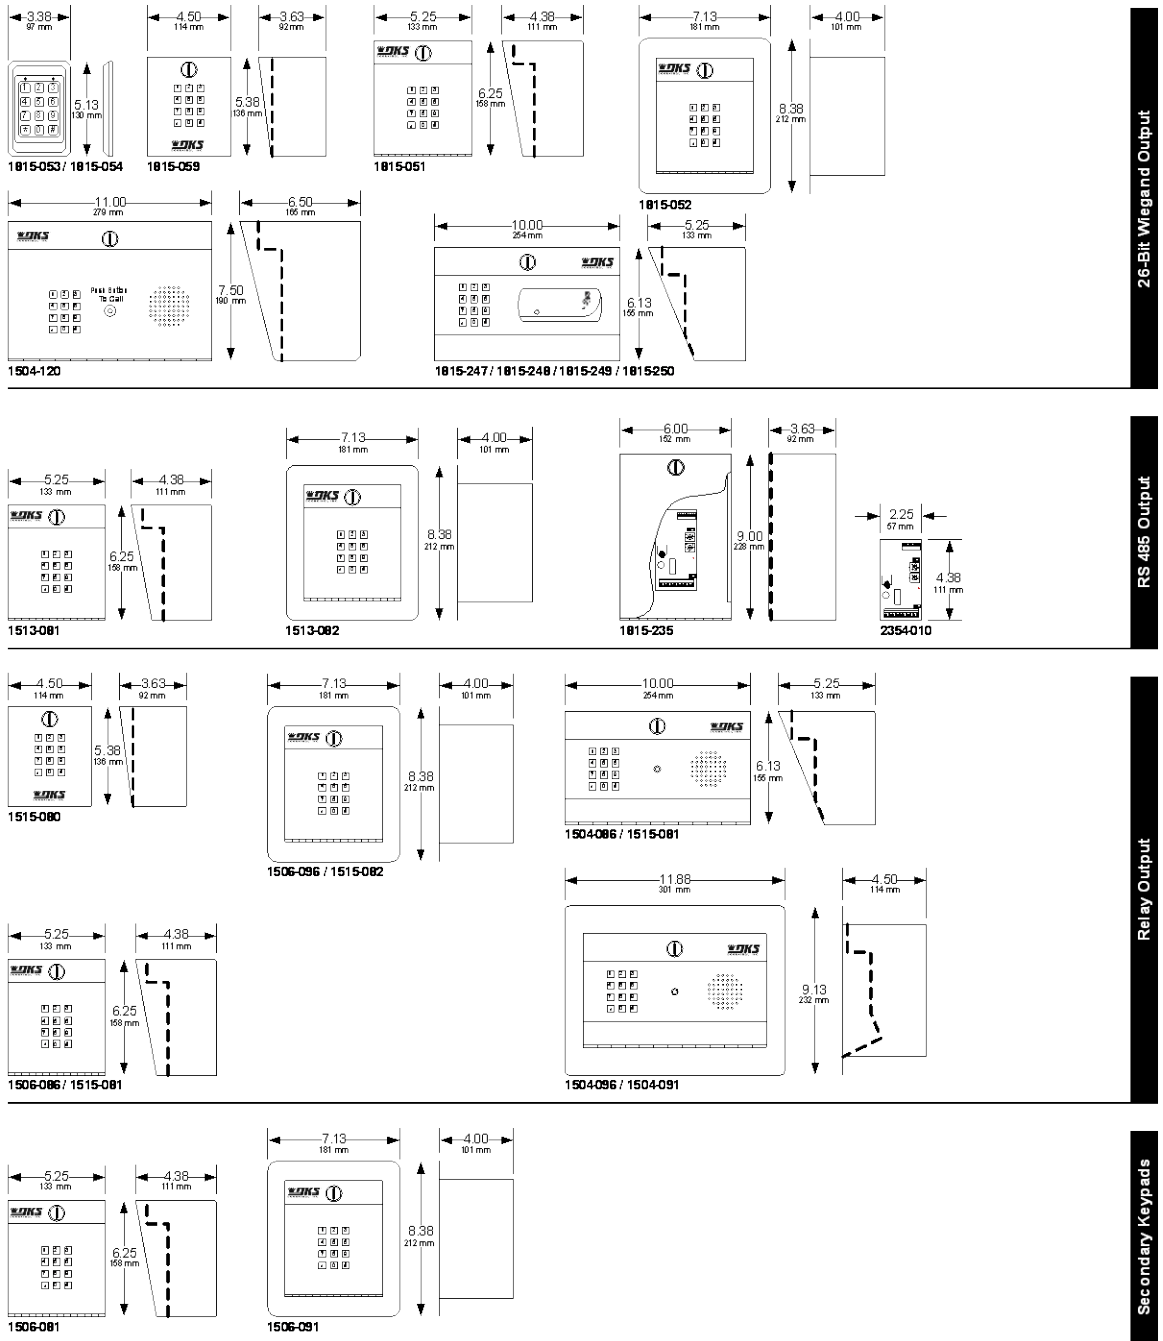 26-Bit Wiegand Output
3.38
97 mm
5.13
130 mm
1 2 3
4 5 6
7 8 9
* 0 #
1815-053 / 1815-054
4.50
114 mm
3.63
92 mm
5.38
136 mm
DKS
1815-059
5.25
133 mm
4.38
111 mm
DKS
6.25
158 mm
1815-051
7.13
181 mm
4.00
101 mm
DKS
8.38
212 mm
1815-052
11.00
279 mm
6.50
165 mm
DKS
Push Button
To Call
7.50
190 mm
1504-120
10.00
254 mm
5.25
133 mm
DKS
6.13
155 mm
1815-247 / 1815-248 / 1815-249 / 1815-250
RS 485 Output
5.25
133 mm
4.38
111 mm
DKS
6.25
158 mm
1513-081
7.13
181 mm
4.00
101 mm
DKS
8.38
212 mm
1513-082
6.00
152 mm
3.63
92 mm
9.00
228 mm
1815-235
2.25
57 mm
4.38
111 mm
2354-010
Relay Output
4.50
114 mm
3.63
92 mm
5.38
136 mm
DKS
1515-080
7.13
181 mm
4.00
101 mm
DKS
8.38
212 mm
1506-096 / 1515-082
10.00
254 mm
5.25
133 mm
DKS
6.13
155 mm
1504-086 / 1515-081
5.25
133 mm
4.38
111 mm
DKS
6.25
158 mm
1506-086 / 1515-081
11.88
301 mm
4.50
114 mm
DKS
9.13
232 mm
1504-096 / 1504-091
Secondary Keypads
5.25
133 mm
4.38
111 mm
DKS
6.25
158 mm
1506-081
7.13
181 mm
4.00
101 mm
DKS
8.38
212 mm
1506-091